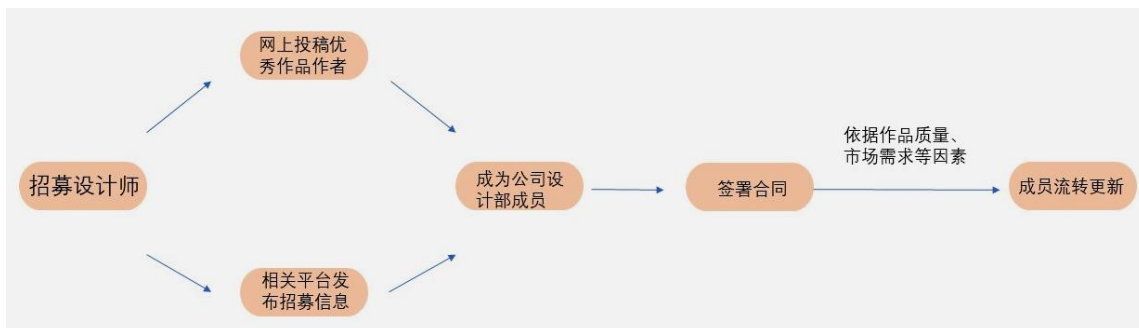 招募设计师
网上投稿优
秀作品作者
相关平台发
布招募信息
成为公司设
计部成员
签署合同
依据作品质量、
市场需求等因素
成员流转更新